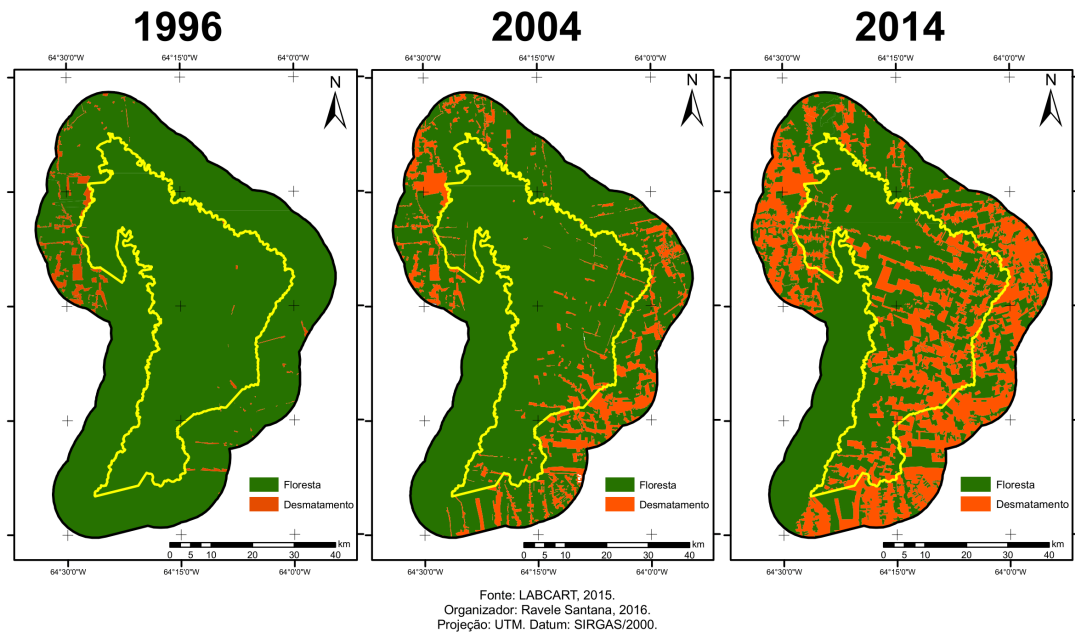 1996
64°30'0"W 64°15'0"W 64°0'0"W
N
Floresta
Desmatamento
km
0 5 10 20 30 40
64°30'0"W 64°15'0"W 64°0'0"W
2004
64°30'0"W 64°15'0"W 64°0'0"W
N
Floresta
Desmatamento
km
0 5 10 20 30 40
64°30'0"W 64°15'0"W 64°0'0"W
2014
64°30'0"W 64°15'0"W 64°0'0"W
N
Floresta
Desmatamento
km
0 5 10 20 30 40
64°30'0"W 64°15'0"W 64°0'0"W
Fonte: LABCART, 2015.
Organizador: Ravele Santana, 2016.
Projeção: UTM. Datum: SIRGAS/2000.